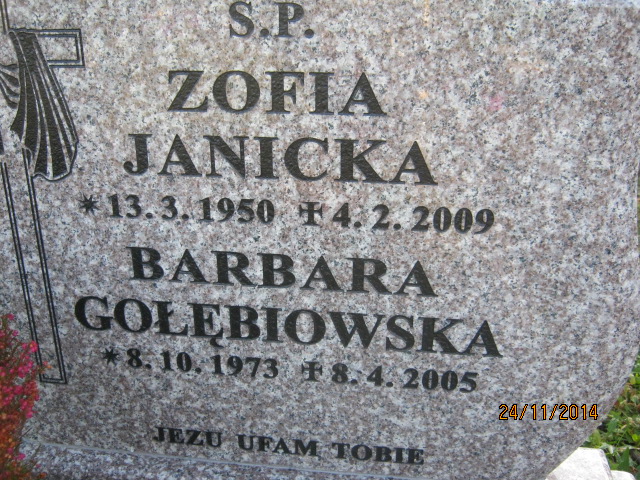 S.P.
ZOFIA
JANICKA
* 13. 3. 1950 ✠ 4. 2. 2009
BARBARA
GOŁĘBIOWSKA
* 8. 10. 1973 ✠ 8. 4. 2005
JEZU UFAM TOBIE
24/11/2014